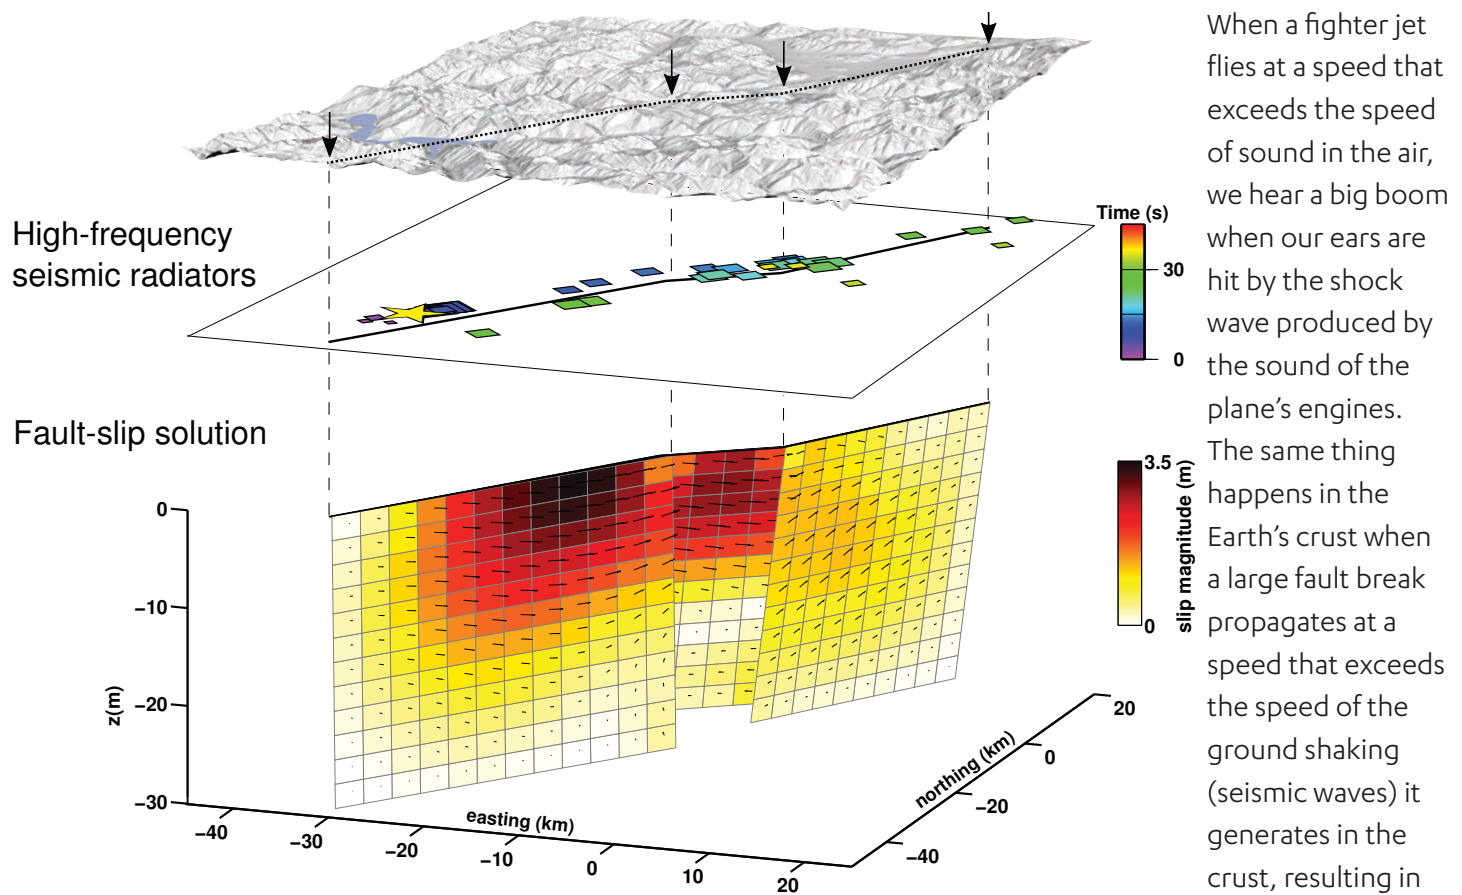 High-frequency
seismic radiators
Time (s)
30
0
Fault-slip solution
3.5
0
slip magnitude (m)
0
−10
−20
−30
z(m)
−40
−30
−20
−10
0
10
20
easting (km)
−40
−20
0
20
northing (km)
When a fighter jet
flies at a speed that
exceeds the speed
of sound in the air,
we hear a big boom
when our ears are
hit by the shock
wave produced by
the sound of the
plane’s engines.
The same thing
happens in the
Earth’s crust when
a large fault break
propagates at a
speed that exceeds
the speed of the
ground shaking
(seismic waves) it
generates in the
crust, resulting in